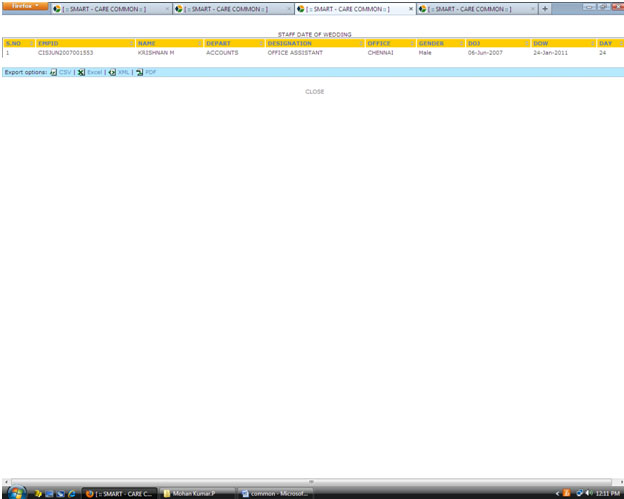 Firefox
[ :: SMART - CARE COMMON :: ] × [ :: SMART - CARE COMMON :: ] × [ :: SMART - CARE COMMON :: ] × [ :: SMART - CARE COMMON :: ] × +
STAFF DATE OF WEDDING
S.NO EMPID NAME DEPART DESIGNATION OFFICE GENDER DOJ DOW DAY
1 CISJUN2007001553 KRISHNAN M ACCOUNTS OFFICE ASSISTANT CHENNAI Male 06-Jun-2007 24-Jan-2011 24
Export options: CSV | Excel | XML | PDF
CLOSE
[ :: SMART - CARE C... Mohan Kumar.P common - Microsof... 12:11 PM